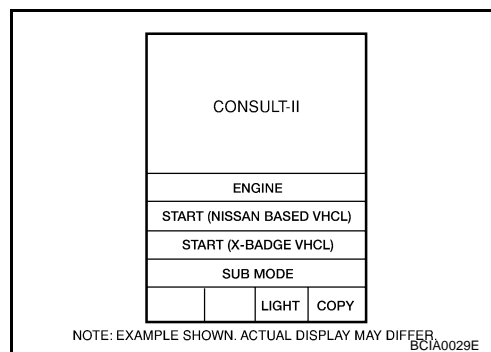 CONSULT-II
ENGINE
START (NISSAN BASED VHCL)
START (X-BADGE VHCL)
SUB MODE
LIGHT COPY
NOTE: EXAMPLE SHOWN. ACTUAL DISPLAY MAY DIFFER.
BCIA0029E